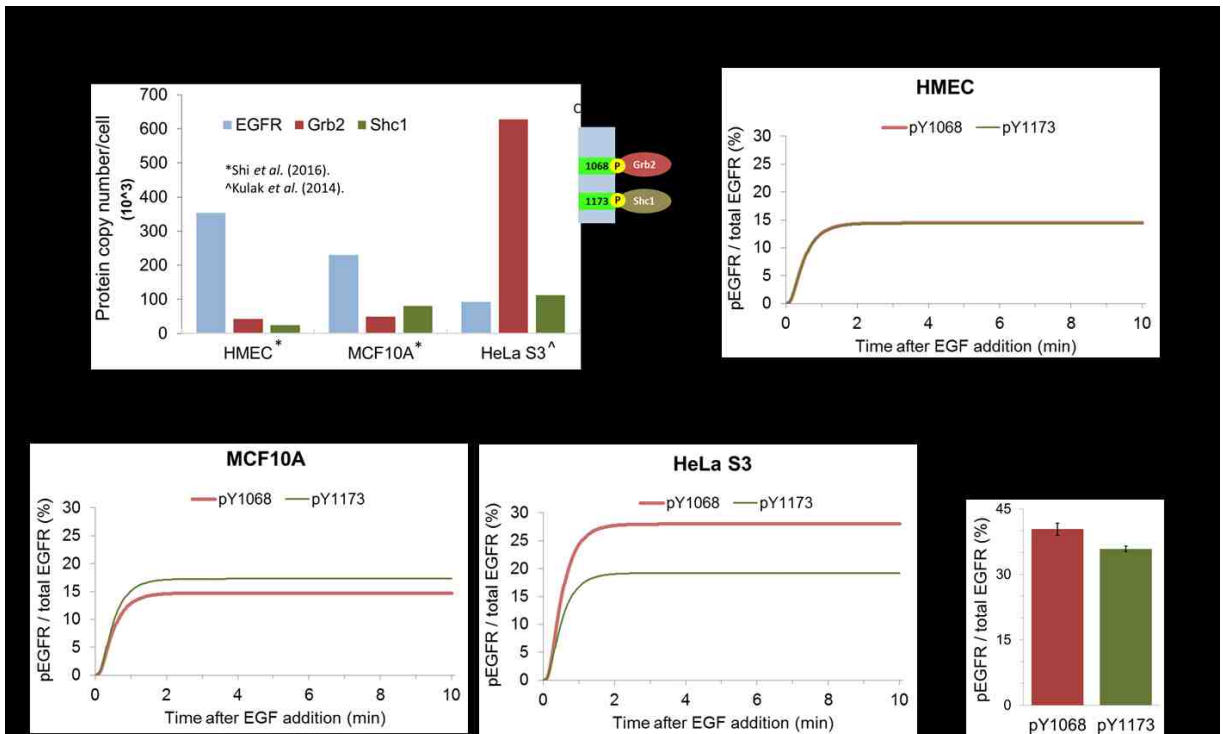 700
600
500
400
300
200
100
0
Protein copy number/cell
(10^3)
EGFR Grb2 Shc1
*Shi et al. (2016).
^Kulak et al. (2014).
HMEC* MCF10A* HeLa S3^
C
1068 P Grb2
1173 P Shc1
HMEC
pY1068 pY1173
30
25
20
15
10
5
0
pEGFR / total EGFR (%)
0 2 4 6 8 10
Time after EGF addition (min)
MCF10A
pY1068 pY1173
30
25
20
15
10
5
0
pEGFR / total EGFR (%)
0 2 4 6 8 10
Time after EGF addition (min)
HeLa S3
pY1068 pY1173
30
25
20
15
10
5
0
pEGFR / total EGFR (%)
0 2 4 6 8 10
Time after EGF addition (min)
45
30
15
0
pEGFR / total EGFR (%)
pY1068 pY1173